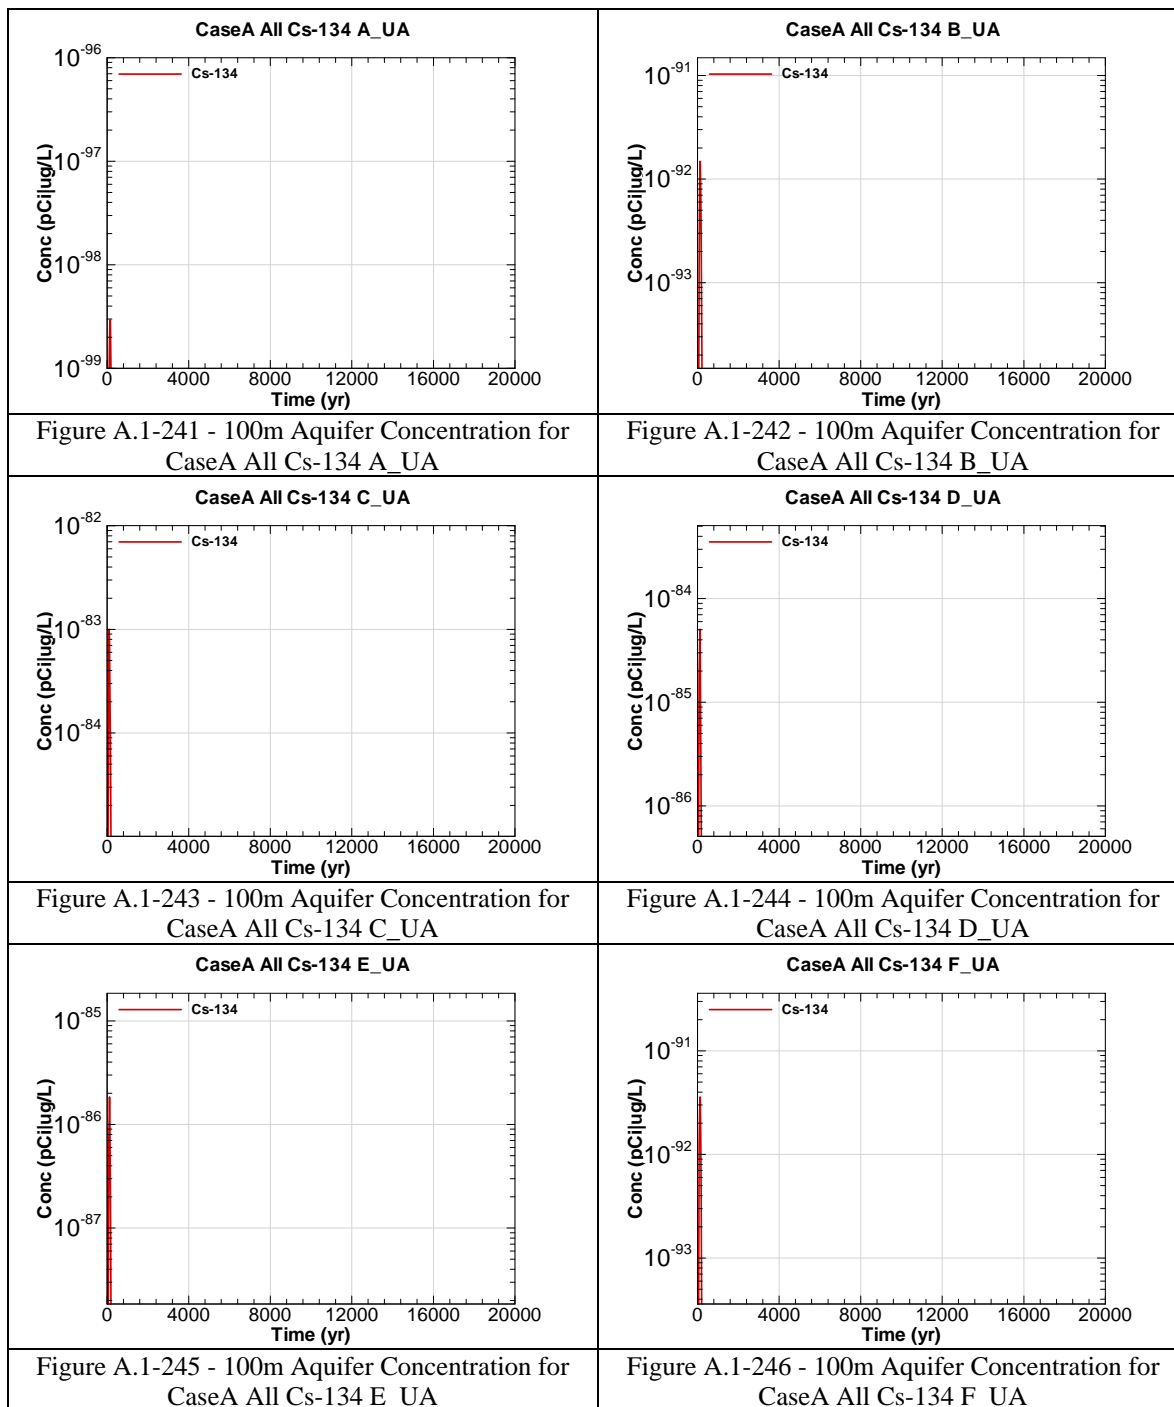 CaseA All Cs-134 A_UA
Cs-134
10-96
10-97
10-98
10-99
Conc (pCi|ug/L)
0 4000 8000 12000 16000 20000
Time (yr)
Figure A.1-241 - 100m Aquifer Concentration for
CaseA All Cs-134 A_UA
CaseA All Cs-134 B_UA
Cs-134
10-91
10-92
10-93
Conc (pCi|ug/L)
0 4000 8000 12000 16000 20000
Time (yr)
Figure A.1-242 - 100m Aquifer Concentration for
CaseA All Cs-134 B_UA
CaseA All Cs-134 C_UA
Cs-134
10-82
10-83
10-84
Conc (pCi|ug/L)
0 4000 8000 12000 16000 20000
Time (yr)
Figure A.1-243 - 100m Aquifer Concentration for
CaseA All Cs-134 C_UA
CaseA All Cs-134 D_UA
Cs-134
10-84
10-85
10-86
Conc (pCi|ug/L)
0 4000 8000 12000 16000 20000
Time (yr)
Figure A.1-244 - 100m Aquifer Concentration for
CaseA All Cs-134 D_UA
CaseA All Cs-134 E_UA
Cs-134
10-85
10-86
10-87
Conc (pCi|ug/L)
0 4000 8000 12000 16000 20000
Time (yr)
Figure A.1-245 - 100m Aquifer Concentration for
CaseA All Cs-134 E_UA
CaseA All Cs-134 F_UA
Cs-134
10-91
10-92
10-93
Conc (pCi|ug/L)
0 4000 8000 12000 16000 20000
Time (yr)
Figure A.1-246 - 100m Aquifer Concentration for
CaseA All Cs-134 F_UA